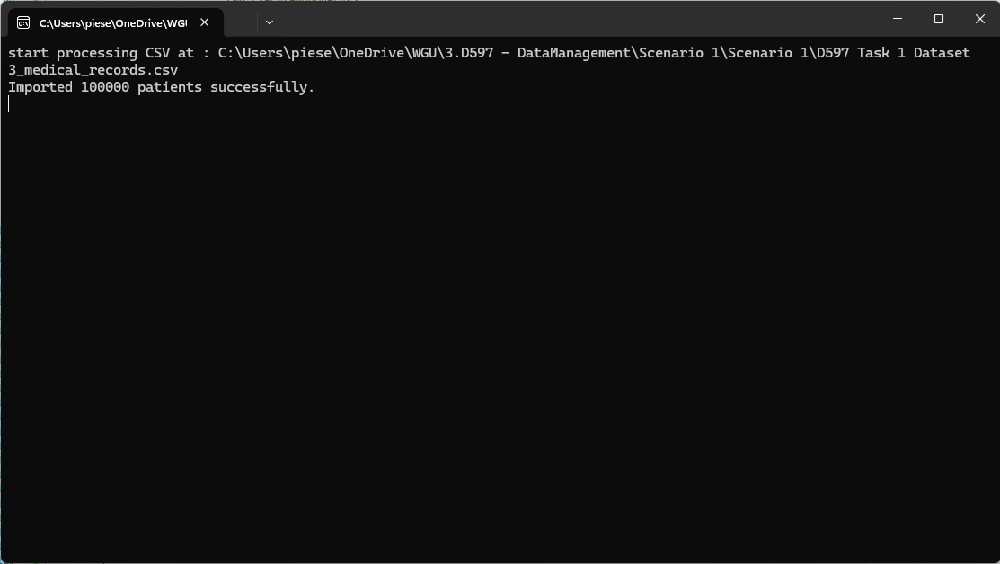 C:\Users\piese\OneDrive\WGU
start processing CSV at : C:\Users\piese\OneDrive\WGU\3.D597 - DataManagement\Scenario 1\Scenario 1\D597 Task 1 Dataset
3_medical_records.csv
Imported 100000 patients successfully.